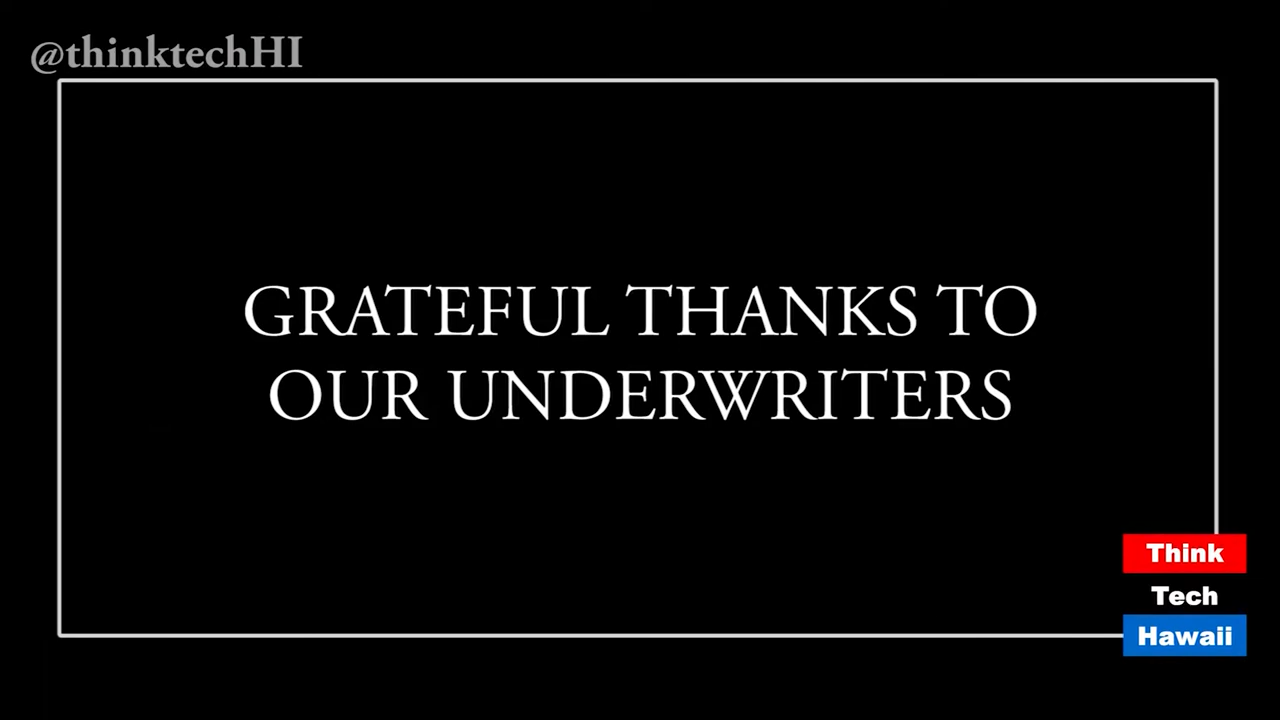 @thinktechHI
GRATEFUL THANKS TO
OUR UNDERWRITERS
Think
Tech
Hawaii